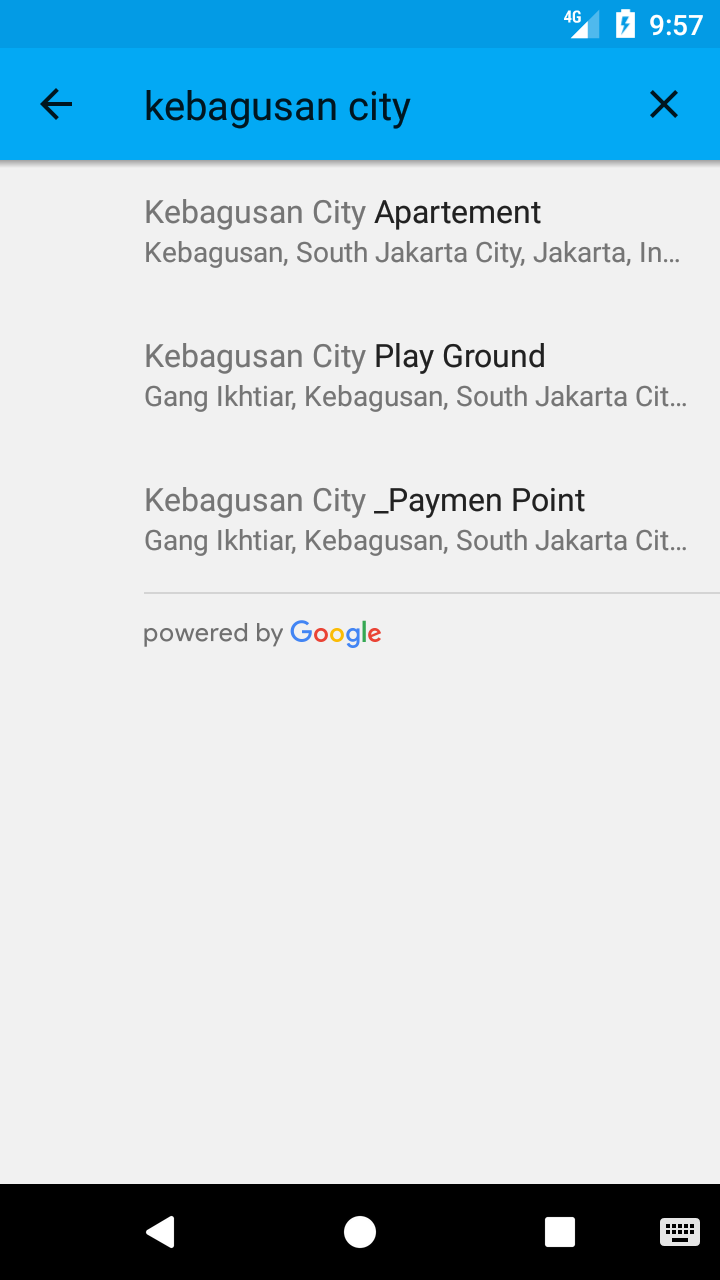 4G 9:57
kebagusan city
Kebagusan City Apartement
Kebagusan, South Jakarta City, Jakarta, In...
Kebagusan City Play Ground
Gang Ikhtiar, Kebagusan, South Jakarta Cit...
Kebagusan City _Paymen Point
Gang Ikhtiar, Kebagusan, South Jakarta Cit...
powered by Google